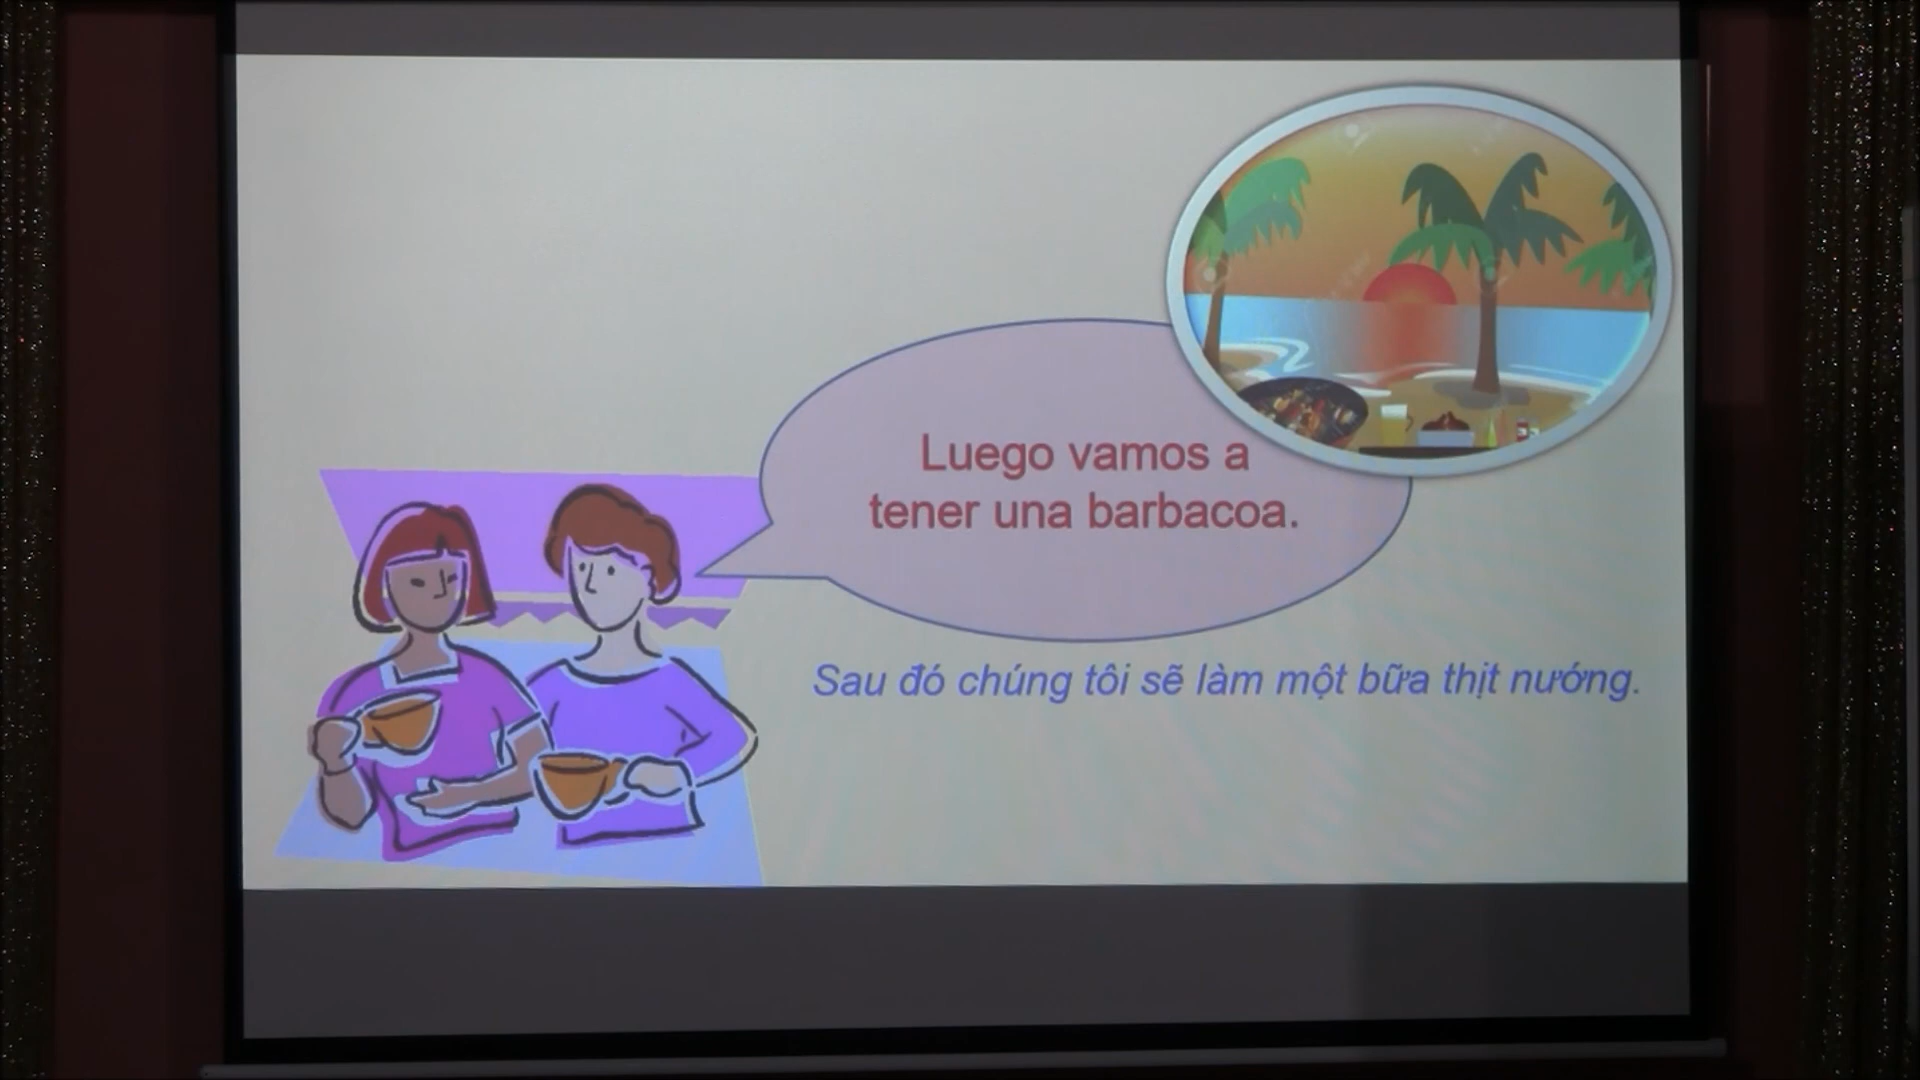 Luego vamos a
tener una barbacoa.
Sau đó chúng tôi sẽ làm một bữa thịt nướng.